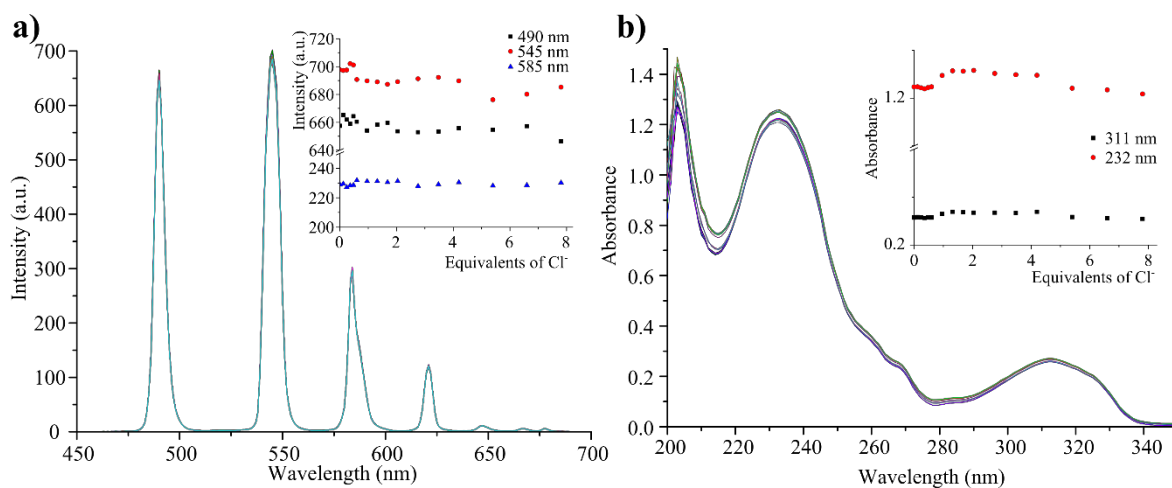 a)
700
600
500
400
300
200
100
0
Intensity (a.u.)
450 500 550 600 650 700
Wavelength (nm)
720
700
680
660
640
240
220
200
Intensity (a.u.)
490 nm
545 nm
585 nm
0 2 4 6 8
Equivalents of Cl⁻
b)
1.4
1.2
1.0
0.8
0.6
0.4
0.2
0.0
Absorbance
200 220 240 260 280 300 320 340
Wavelength (nm)
1.2
0.2
Absorbance
311 nm
232 nm
0 2 4 6 8
Equivalents of Cl⁻